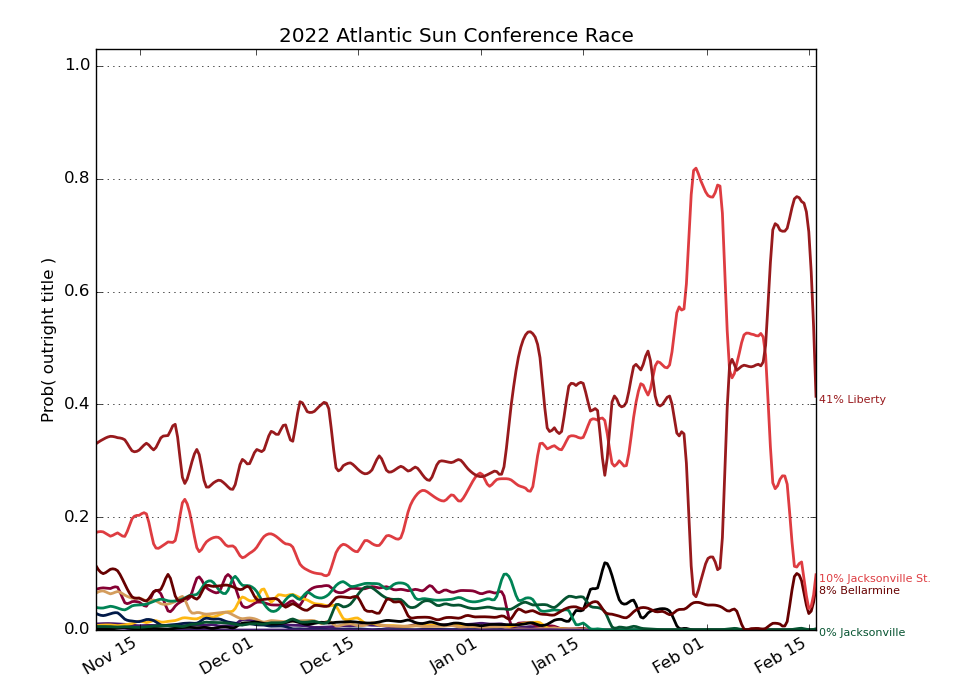 2022 Atlantic Sun Conference Race
Prob( outright title )
1.0
0.8
0.6
0.4
0.2
0.0
41% Liberty
10% Jacksonville St.
8% Bellarmine
0% Jacksonville
Nov 15
Dec 01
Dec 15
Jan 01
Jan 15
Feb 01
Feb 15